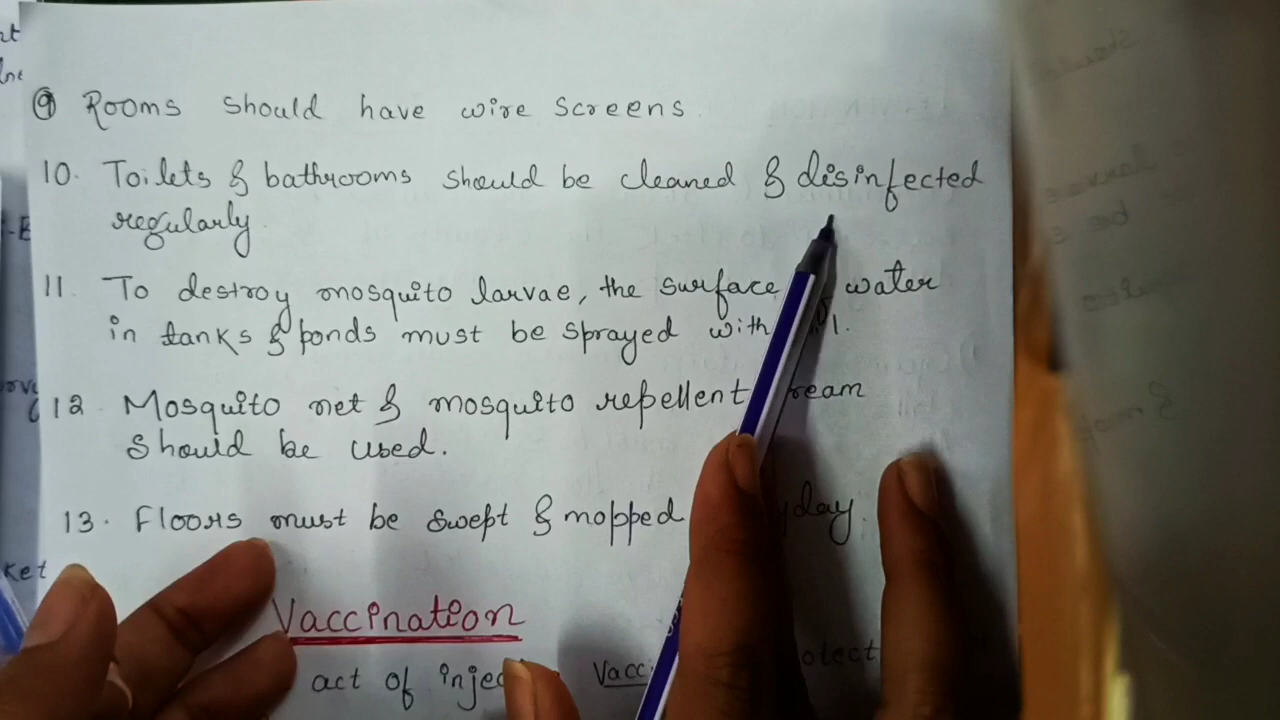 9 Rooms should have wire screens.
10. Toilets & bathrooms should be cleaned & disinfected
regularly.
11. To destroy mosquito larvae, the surface water
in tanks & ponds must be sprayed with
12. Mosquito net & mosquito repellent
should be used.
13. Floors must be swept & mopped
Vaccination
act of